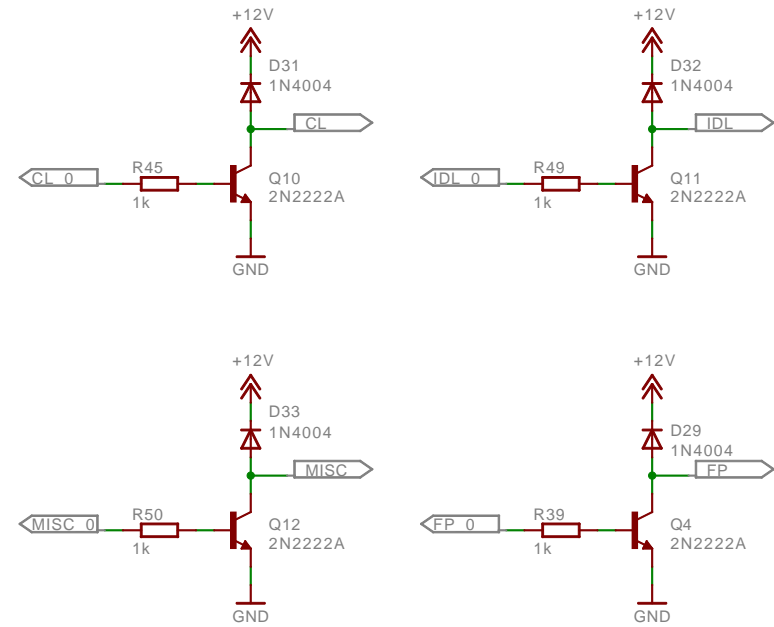 +12V
D31
1N4004
CL
CL_0
R45
1k
Q10
2N2222A
GND
+12V
D32
1N4004
IDL
IDL_0
R49
1k
Q11
2N2222A
GND
+12V
D33
1N4004
MISC
MISC_0
R50
1k
Q12
2N2222A
GND
+12V
D29
1N4004
FP
FP_0
R39
1k
Q4
2N2222A
GND